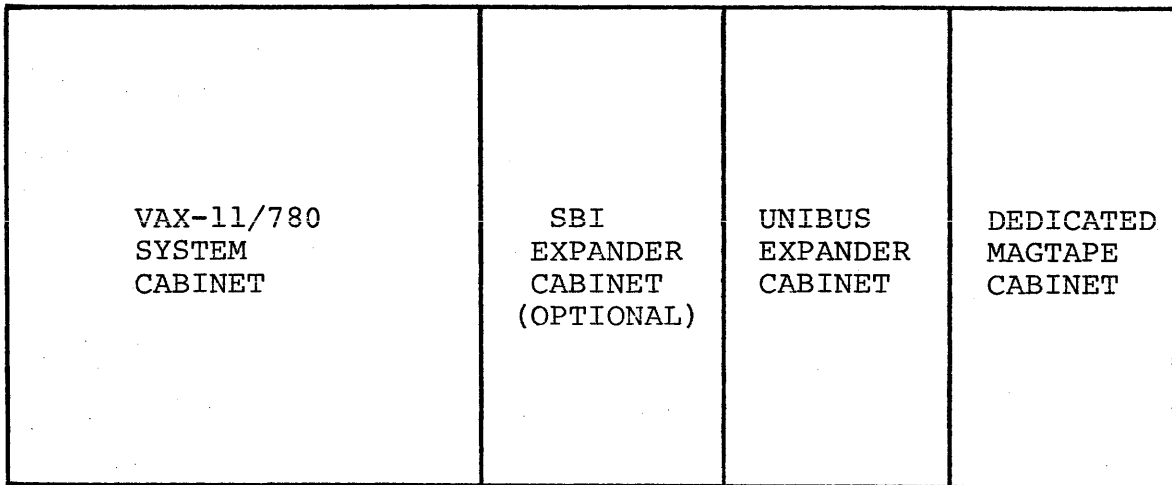 VAX-11/780
SYSTEM
CABINET
SBI
EXPANDER
CABINET
(OPTIONAL)
UNIBUS
EXPANDER
CABINET
DEDICATED
MAGTAPE
CABINET